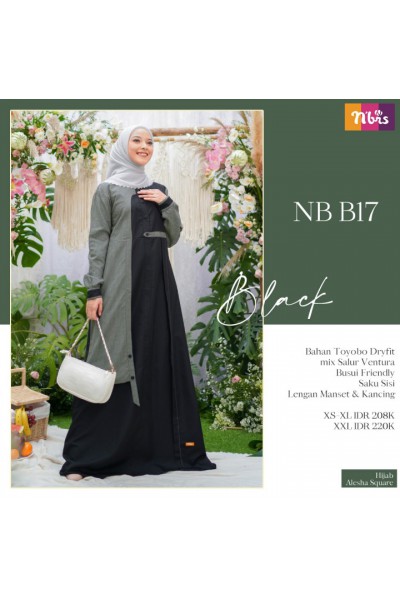 Nbrs
NB B17
Black
Bahan Toyobo Dryfit
mix Salur Ventura
Busui Friendly
Saku Sisi
Lengan Manset & Kancing
XS-XL IDR 208K
XXL IDR 220K
Hijab
Alesha Square